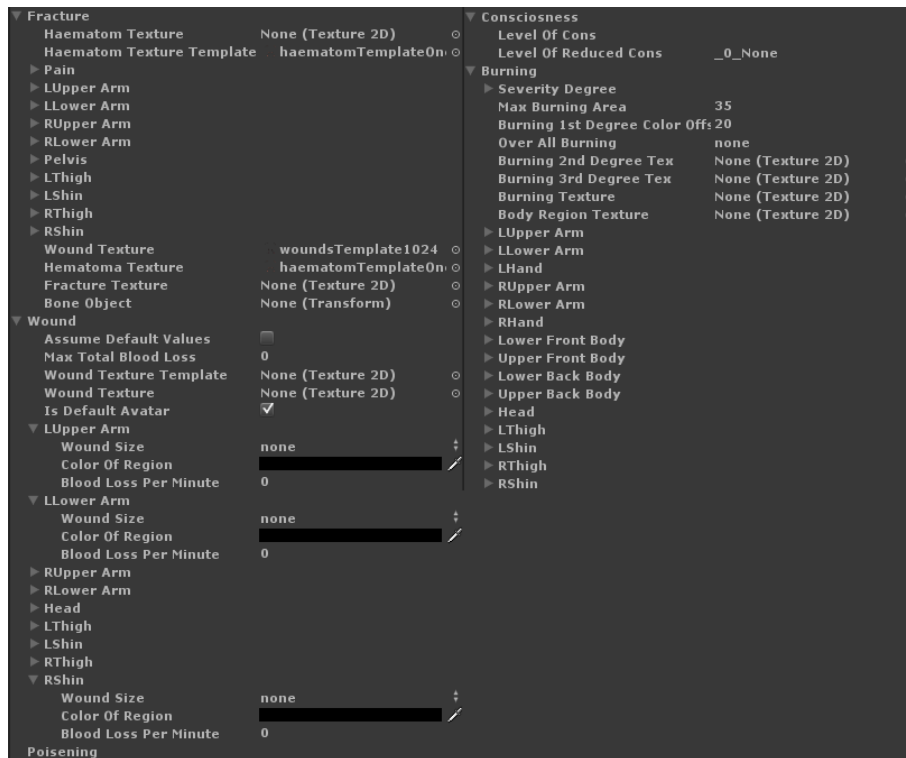 Fracture
Haematom Texture None (Texture 2D)
Haematom Texture Template haematomTemplateOn
Pain
LUpper Arm
LLower Arm
RUpper Arm
RLower Arm
Pelvis
LThigh
LShin
RThigh
RShin
Wound Texture woundsTemplate1024
Hematoma Texture haematomTemplateOn
Fracture Texture None (Texture 2D)
Bone Object None (Transform)
Wound
Assume Default Values
Max Total Blood Loss 0
Wound Texture Template None (Texture 2D)
Wound Texture None (Texture 2D)
Is Default Avatar
LUpper Arm
Wound Size none
Color Of Region
Blood Loss Per Minute 0
LLower Arm
Wound Size none
Color Of Region
Blood Loss Per Minute 0
RUpper Arm
RLower Arm
Head
LThigh
LShin
RThigh
RShin
Wound Size none
Color Of Region
Blood Loss Per Minute 0
Poisening
Consciosness
Level Of Cons
Level Of Reduced Cons _0_None
Burning
Severity Degree
Max Burning Area 35
Burning 1st Degree Color Offs 20
Over All Burning none
Burning 2nd Degree Tex None (Texture 2D)
Burning 3rd Degree Tex None (Texture 2D)
Burning Texture None (Texture 2D)
Body Region Texture None (Texture 2D)
LUpper Arm
LLower Arm
LHand
RUpper Arm
RLower Arm
RHand
Lower Front Body
Upper Front Body
Lower Back Body
Upper Back Body
Head
LThigh
LShin
RThigh
RShin